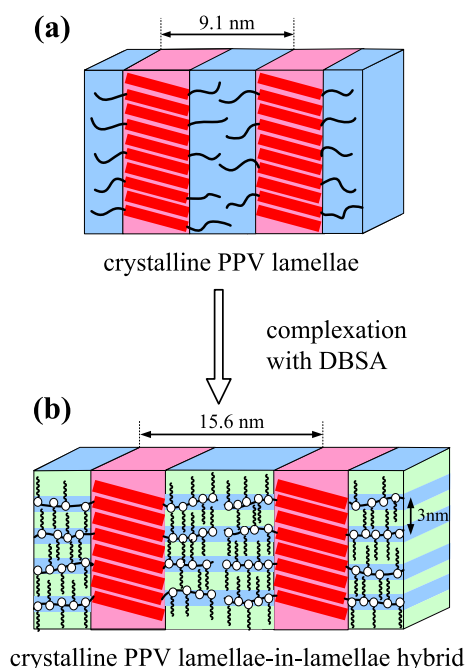 (a)
9.1 nm
crystalline PPV lamellae
complexation
with DBSA
(b)
15.6 nm
3nm
crystalline PPV lamellae-in-lamellae hybrid